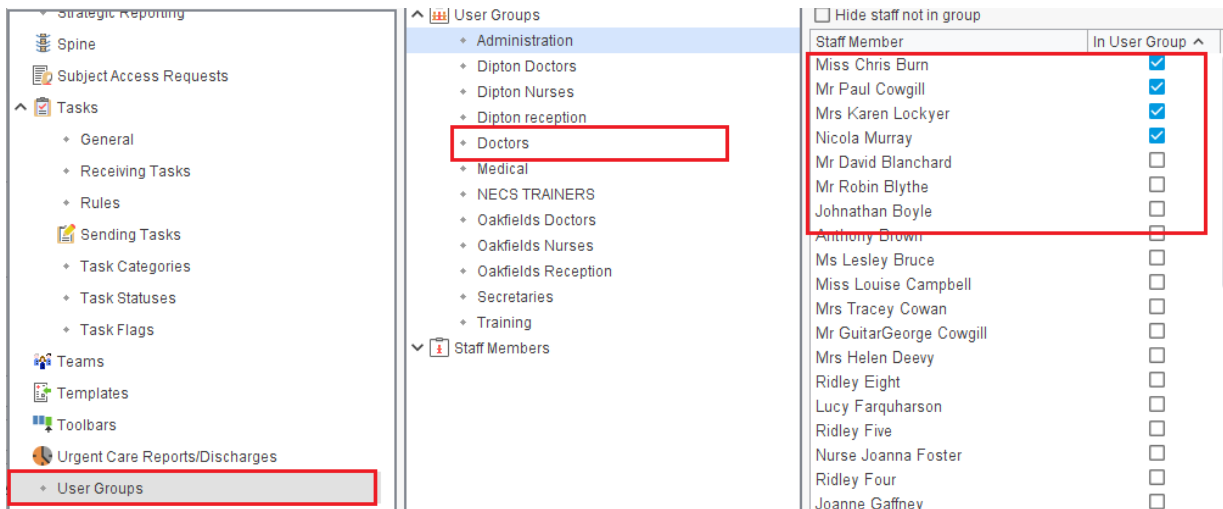 Strategic Reporting
Spine
Subject Access Requests
Tasks
General
Receiving Tasks
Rules
Sending Tasks
Task Categories
Task Statuses
Task Flags
Teams
Templates
Toolbars
Urgent Care Reports/Discharges
User Groups
User Groups
Administration
Dipton Doctors
Dipton Nurses
Dipton reception
Doctors
Medical
NECS TRAINERS
Oakfields Doctors
Oakfields Nurses
Oakfields Reception
Secretaries
Training
Staff Members
Hide staff not in group
Staff Member In User Group
Miss Chris Burn
Mr Paul Cowgill
Mrs Karen Lockyer
Nicola Murray
Mr David Blanchard
Mr Robin Blythe
Johnathan Boyle
Anthony Brown
Ms Lesley Bruce
Miss Louise Campbell
Mrs Tracey Cowan
Mr GuitarGeorge Cowgill
Mrs Helen Deevy
Ridley Eight
Lucy Farquharson
Ridley Five
Nurse Joanna Foster
Ridley Four
Joanne Gaffney